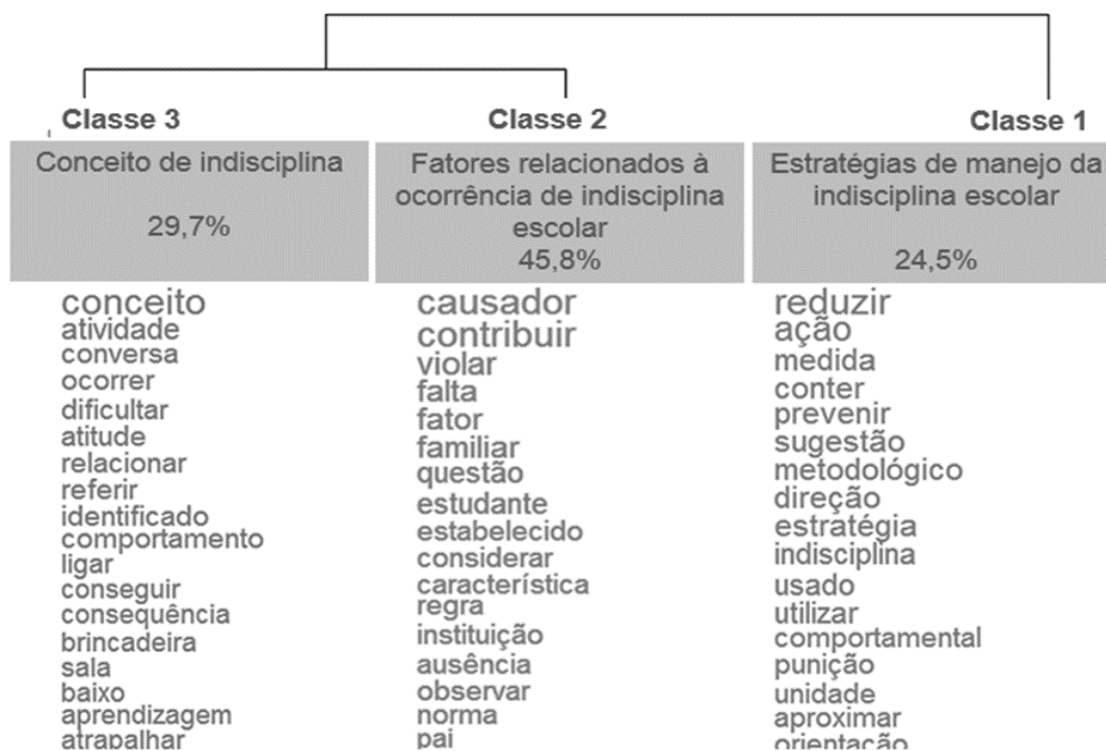 Classe 3
Conceito de indisciplina
29,7%
conceito
atividade
conversa
ocorrer
dificultar
atitude
relacionar
referir
identificado
comportamento
ligar
conseguir
consequência
brincadeira
sala
baixo
aprendizagem
atrapalhar
Classe 2
Fatores relacionados à
ocorrência de indisciplina
escolar
45,8%
causador
contribuir
violar
falta
fator
familiar
questão
estudante
estabelecido
considerar
característica
regra
instituição
ausência
observar
norma
pai
Classe 1
Estratégias de manejo da
indisciplina escolar
24,5%
reduzir
ação
medida
conter
prevenir
sugestão
metodológico
direção
estratégia
indisciplina
usado
utilizar
comportamental
punição
unidade
aproximar
orientação